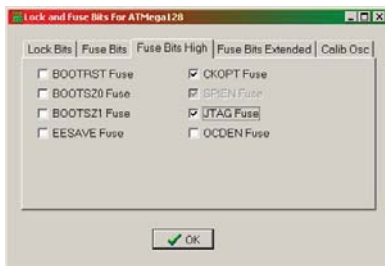 Lock and Fuse Bits For ATMega128
Lock Bits Fuse Bits Fuse Bits High Fuse Bits Extended Calib Osc
BOOTRST Fuse CKOPT Fuse
BOOTSZ0 Fuse SPIEN Fuse
BOOTSZ1 Fuse JTAG Fuse
EESAVE Fuse OCDEN Fuse
OK